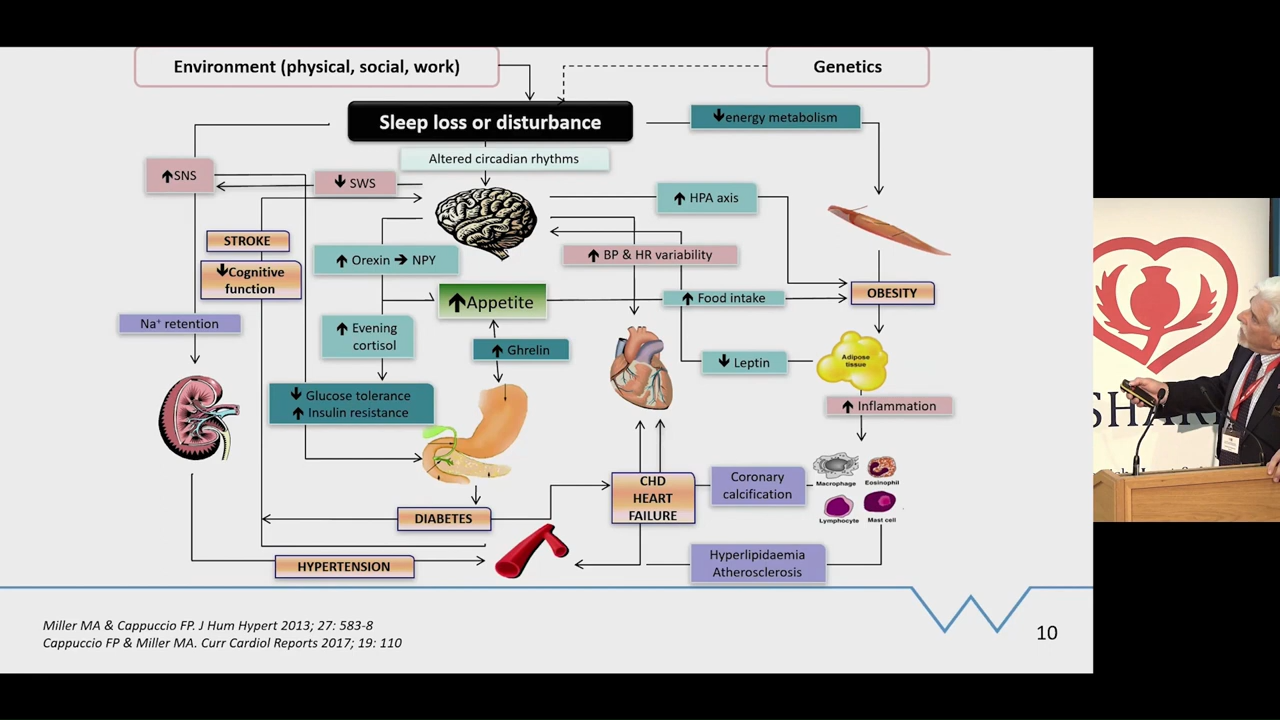 Environment (physical, social, work)
Genetics
Sleep loss or disturbance
energy metabolism
Altered circadian rhythms
SNS
SWS
HPA axis
STROKE
BP & HR variability
Orexin ➔ NPY
Cognitive
function
OBESITY
Appetite
Food intake
Na⁺ retention
Evening
cortisol
Ghrelin
Leptin
Adipose
tissue
Glucose tolerance
Insulin resistance
Inflammation
CHD
HEART
FAILURE
Coronary
calcification
Macrophage
Eosinophil
Lymphocyte
Mast cell
DIABETES
HYPERTENSION
Hyperlipidaemia
Atherosclerosis
Miller MA & Cappuccio FP. J Hum Hypert 2013; 27: 583-8
Cappuccio FP & Miller MA. Curr Cardiol Reports 2017; 19: 110
10